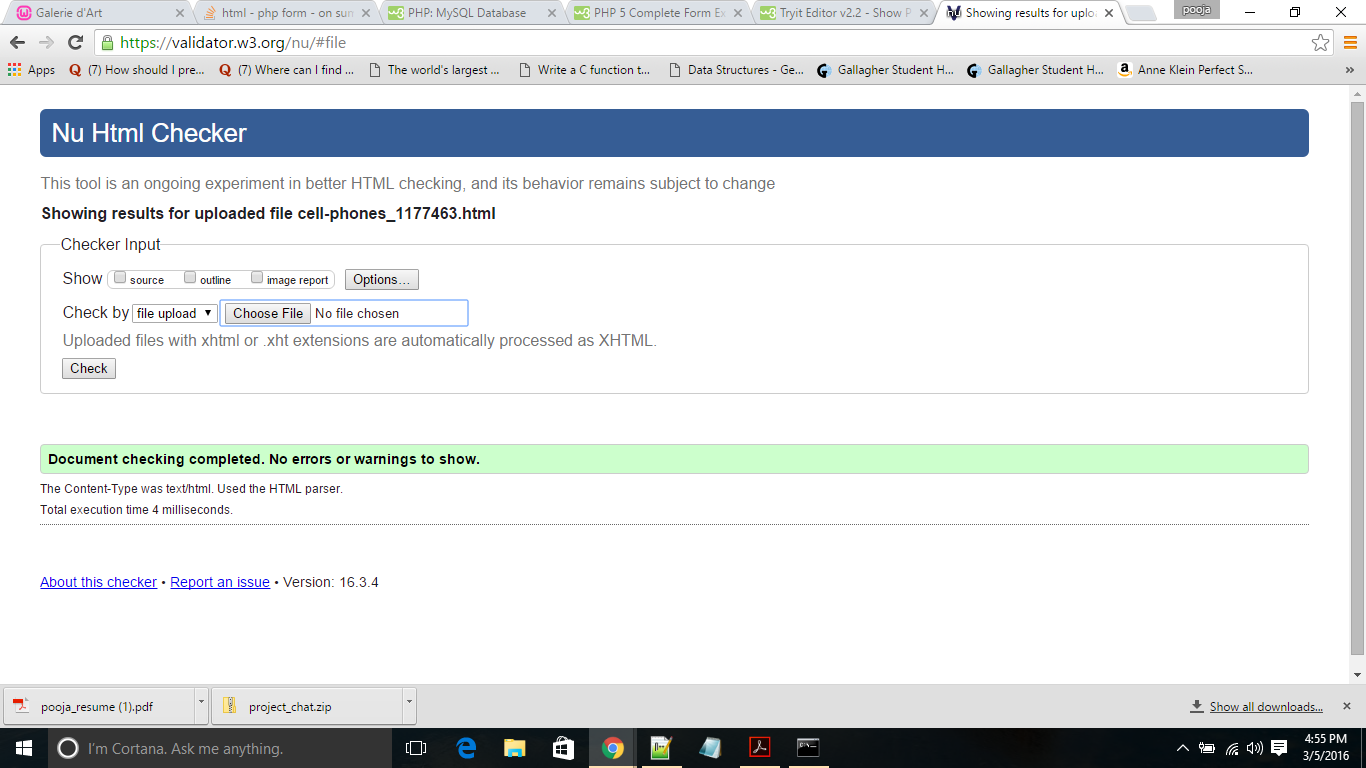 Galerie d'Art
html - php form - on sun
PHP: MySQL Database
PHP 5 Complete Form Ex
Tryit Editor v2.2 - Show P
Showing results for uploa
pooja
https://validator.w3.org/nu/#file
Apps
(7) How should I pre...
(7) Where can I find ...
The world's largest ...
Write a C function t...
Data Structures - Ge...
Gallagher Student H...
Gallagher Student H...
Anne Klein Perfect S...
»
Nu Html Checker
This tool is an ongoing experiment in better HTML checking, and its behavior remains subject to change
Showing results for uploaded file cell-phones_1177463.html
Checker Input
Show source outline image report Options...
Check by file upload Choose File No file chosen
Uploaded files with xhtml or .xht extensions are automatically processed as XHTML.
Check
Document checking completed. No errors or warnings to show.
The Content-Type was text/html. Used the HTML parser.
Total execution time 4 milliseconds.
About this checker • Report an issue • Version: 16.3.4
pooja_resume (1).pdf
project_chat.zip
Show all downloads...
I'm Cortana. Ask me anything.
4:55 PM
3/5/2016